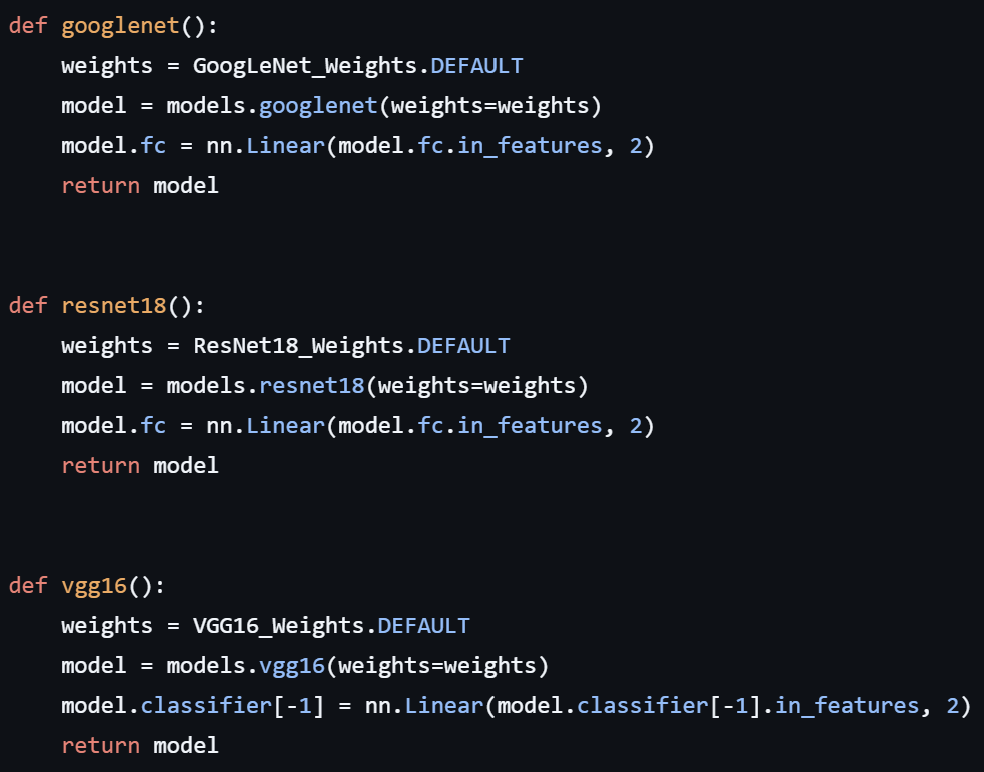 def googlenet():
    weights = GoogLeNet_Weights.DEFAULT
    model = models.googlenet(weights=weights)
    model.fc = nn.Linear(model.fc.in_features, 2)
    return model
def resnet18():
    weights = ResNet18_Weights.DEFAULT
    model = models.resnet18(weights=weights)
    model.fc = nn.Linear(model.fc.in_features, 2)
    return model
def vgg16():
    weights = VGG16_Weights.DEFAULT
    model = models.vgg16(weights=weights)
    model.classifier[-1] = nn.Linear(model.classifier[-1].in_features, 2)
    return model